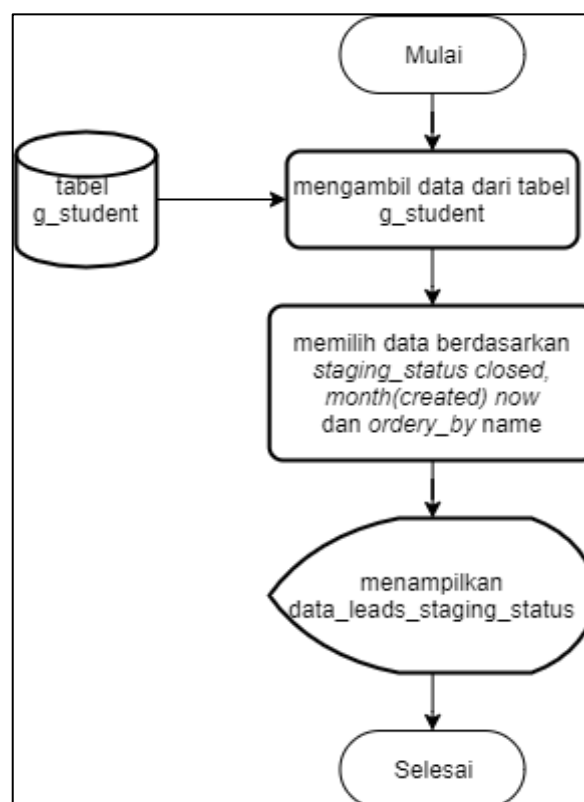 Mulai
tabel
g_student
mengambil data dari tabel
g_student
memilih data berdasarkan
staging_status closed,
month(created) now
dan ordery_by name
menampilkan
data_leads_staging_status
Selesai